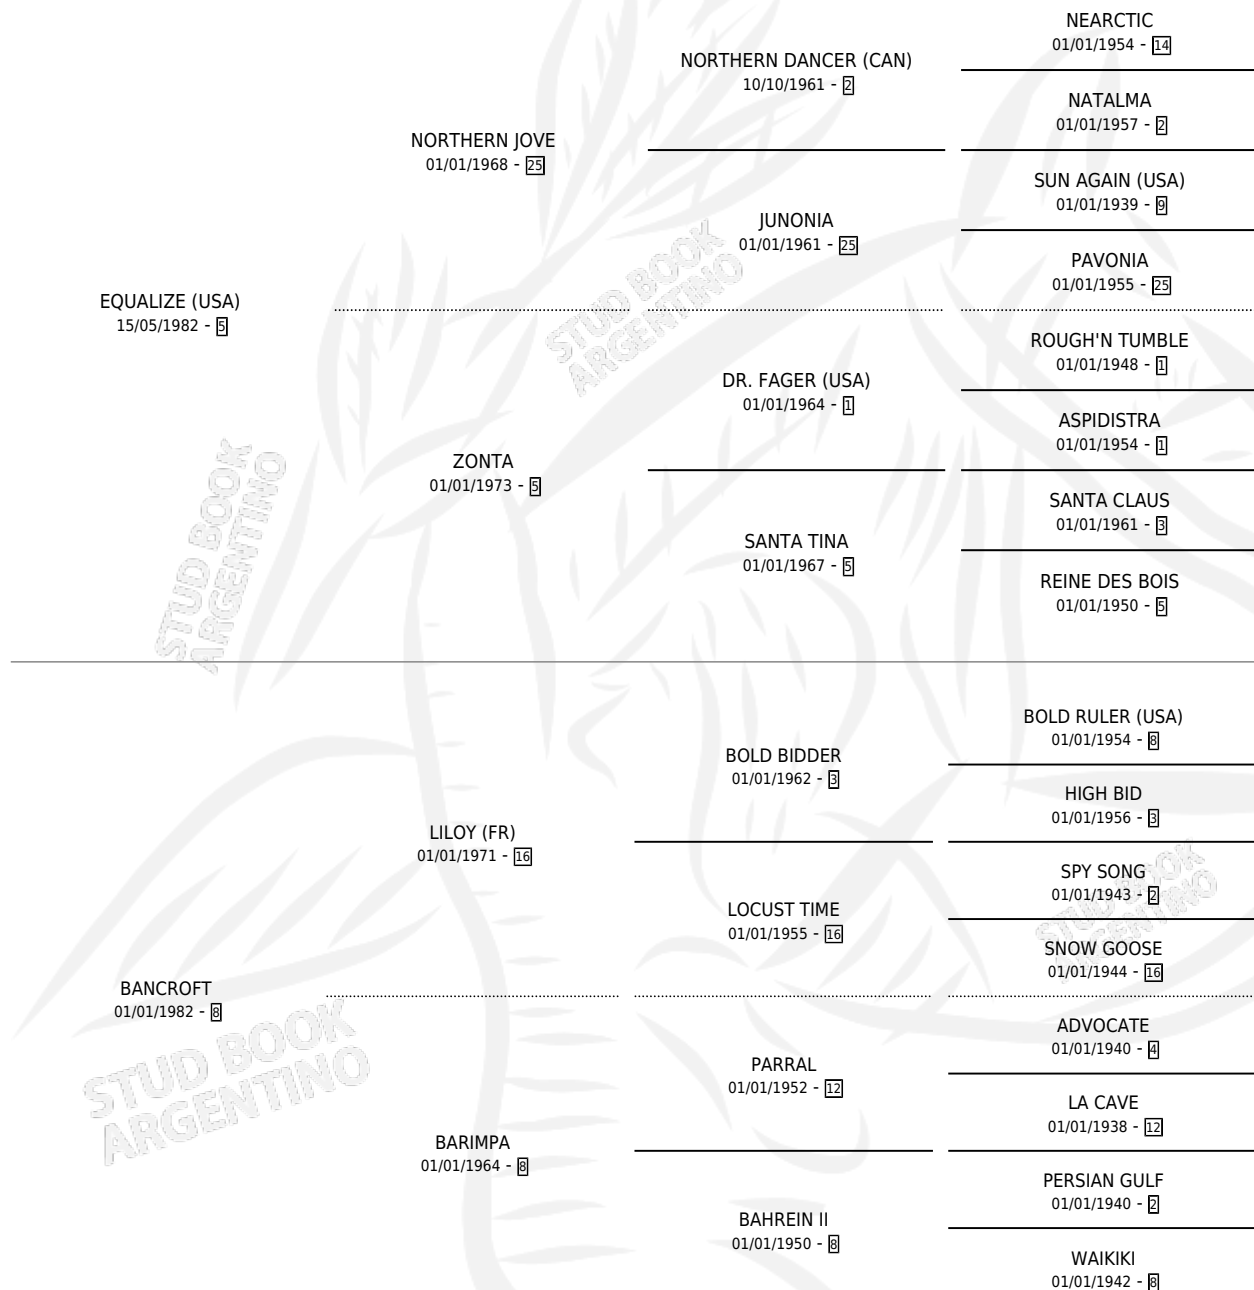 NEARCTIC
01/01/1954 - 14
NORTHERN DANCER (CAN)
10/10/1961 - 2
NATALMA
01/01/1957 - 2
NORTHERN JOVE
01/01/1968 - 25
SUN AGAIN (USA)
01/01/1939 - 9
JUNONIA
01/01/1961 - 25
PAVONIA
01/01/1955 - 25
EQUALIZE (USA)
15/05/1982 - 5
STUD BOOK
ARGENTINO
ROUGH'N TUMBLE
01/01/1948 - 1
DR. FAGER (USA)
01/01/1964 - 1
ASPIDISTRA
01/01/1954 - 1
ZONTA
01/01/1973 - 5
SANTA CLAUS
01/01/1961 - 3
SANTA TINA
01/01/1967 - 5
REINE DES BOIS
01/01/1950 - 5
STUD BOOK
ARGENTINO
BOLD RULER (USA)
01/01/1954 - 8
BOLD BIDDER
01/01/1962 - 3
HIGH BID
01/01/1956 - 3
LILOY (FR)
01/01/1971 - 16
SPY SONG
01/01/1943 - 2
LOCUST TIME
01/01/1955 - 16
SNOW GOOSE
01/01/1944 - 16
STUD BOOK
ARGENTINO
BANCROFT
01/01/1982 - 8
ADVOCATE
01/01/1940 - 4
PARRAL
01/01/1952 - 12
LA CAVE
01/01/1938 - 12
STUD BOOK
ARGENTINO
BARIMPA
01/01/1964 - 8
PERSIAN GULF
01/01/1940 - 2
BAHREIN II
01/01/1950 - 8
WAIKIKI
01/01/1942 - 8